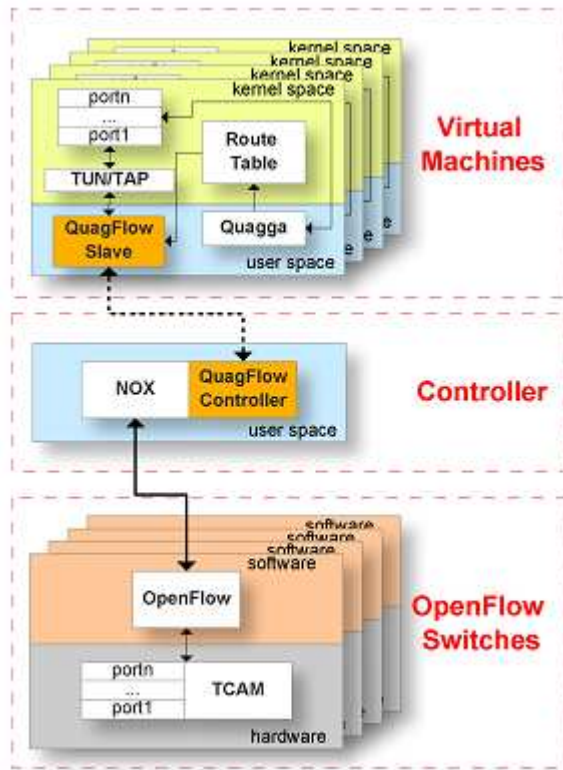 kernel space
kernel space
kernel space
kernel space
portn
...
port1
Route
Table
TUN/TAP
QuagFlow
Slave
Quagga
user space
Virtual
Machines
NOX
QuagFlow
Controller
user space
Controller
software
software
software
software
OpenFlow
OpenFlow
Switches
portn
...
port1
TCAM
hardware